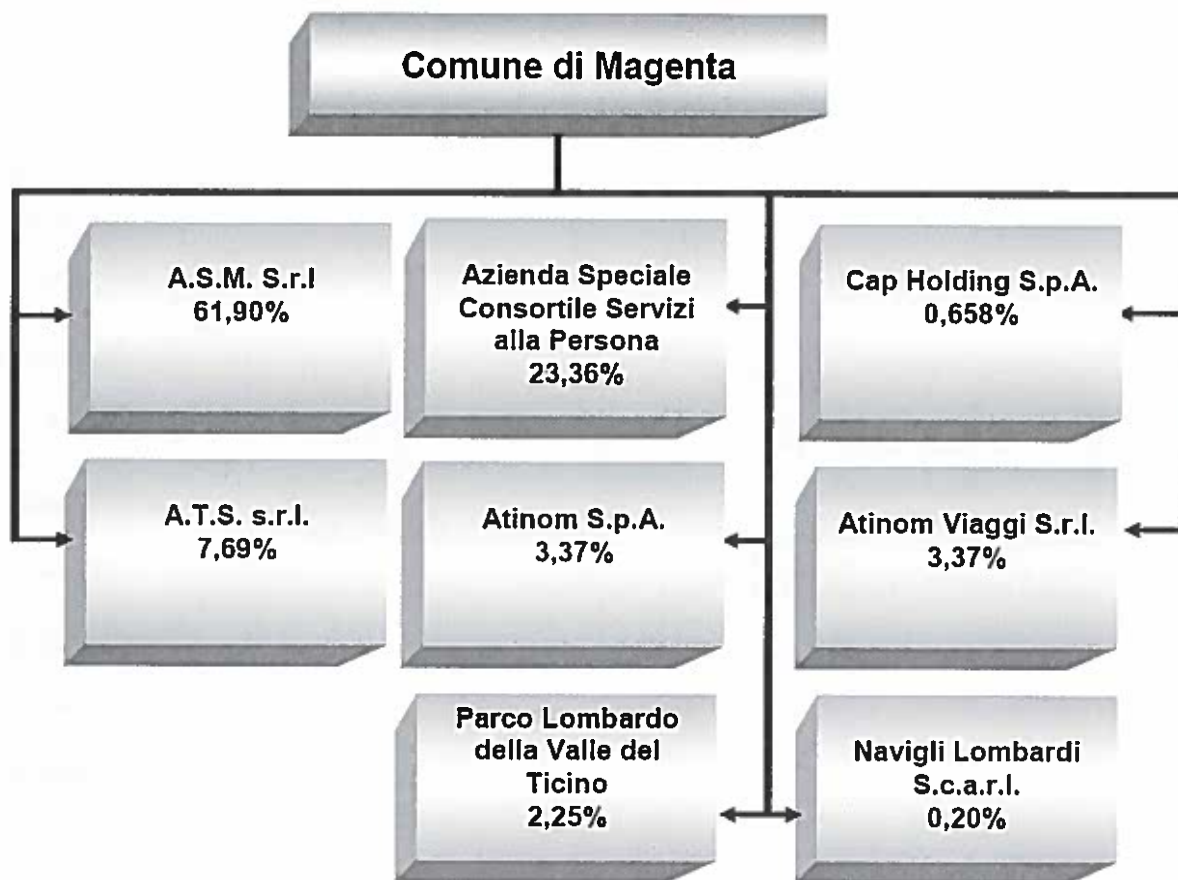 Comune di Magenta
A.S.M. S.r.l
61,90%
Azienda Speciale
Consortile Servizi
alla Persona
23,36%
Cap Holding S.p.A.
0,658%
A.T.S. s.r.l.
7,69%
Atinom S.p.A.
3,37%
Atinom Viaggi S.r.l.
3,37%
Parco Lombardo
della Valle del
Ticino
2,25%
Navigli Lombardi
S.c.a.r.l.
0,20%